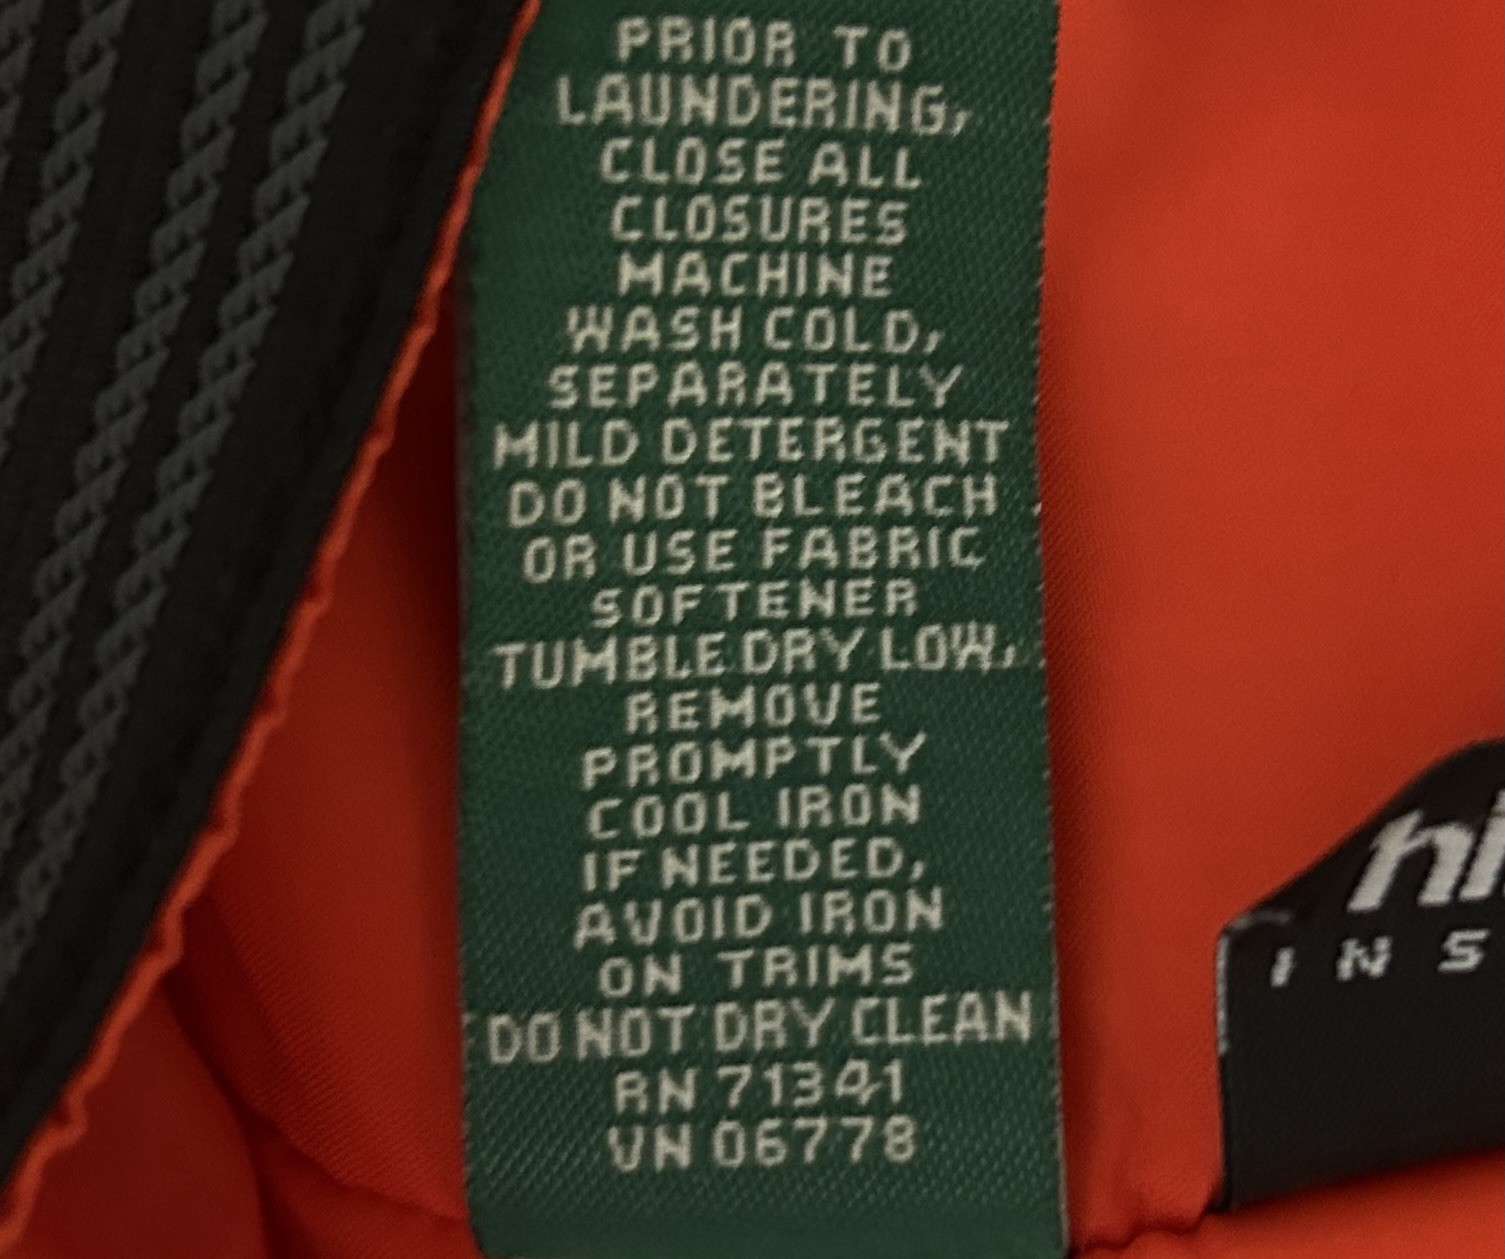 PRIOR TO
LAUNDERING,
CLOSE ALL
CLOSURES
MACHINE
WASH COLD,
SEPARATELY
MILD DETERGENT
DO NOT BLEACH
OR USE FABRIC
SOFTENER
TUMBLE DRY LOW,
REMOVE
PROMPTLY
COOL IRON
IF NEEDED,
AVOID IRON
ON TRIMS
DO NOT DRY CLEAN
RN 71341
VN 06778
INS